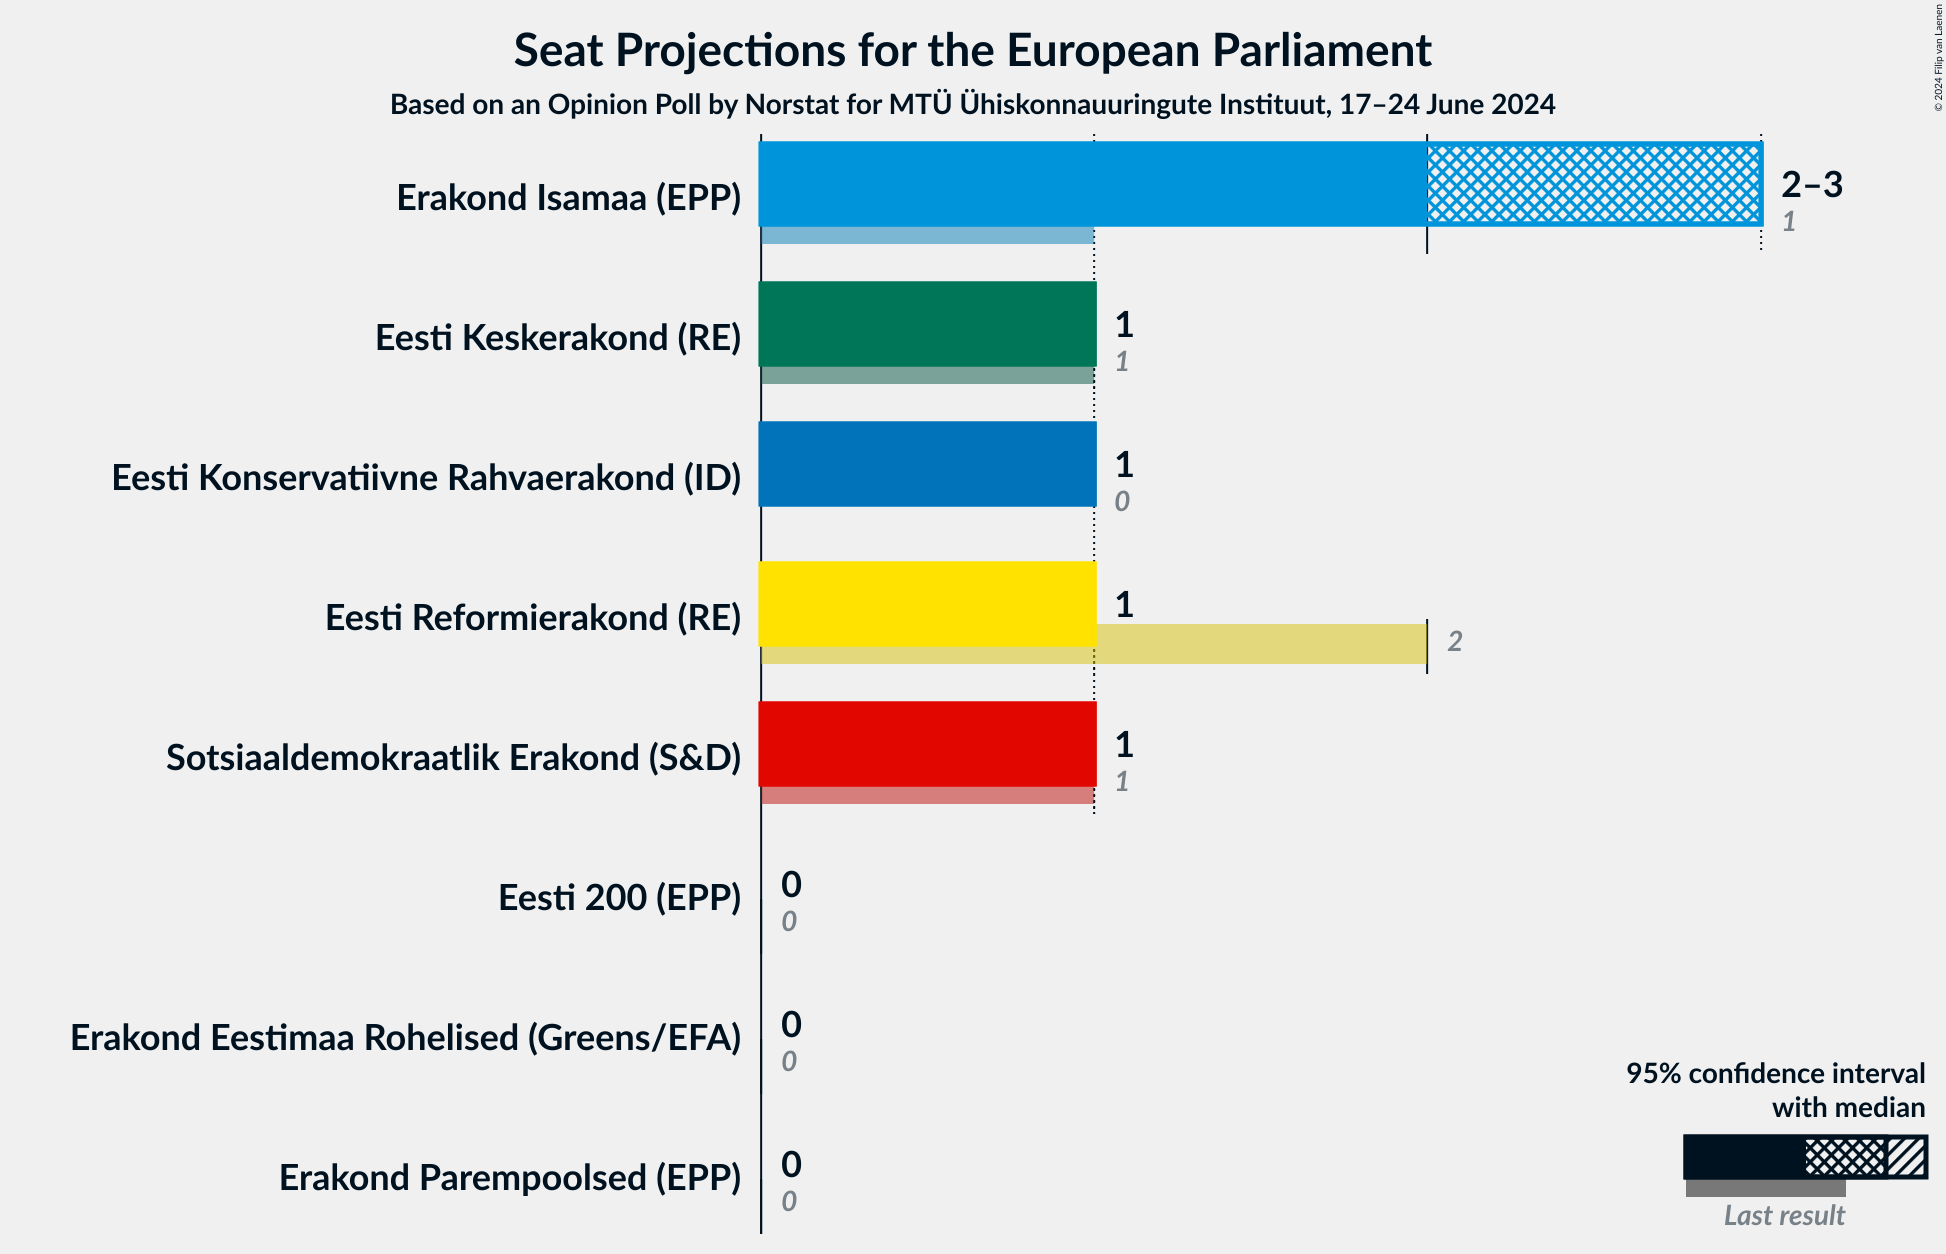 Seat Projections for the European Parliament
Based on an Opinion Poll by Norstat for MTÜ Ühiskonnauuringute Instituut, 17–24 June 2024
© 2024 Filip van Laenen
Erakond Isamaa (EPP)
2–3
1
Eesti Keskerakond (RE)
1
1
Eesti Konservatiivne Rahvaerakond (ID)
1
0
Eesti Reformierakond (RE)
1
2
Sotsiaaldemokraatlik Erakond (S&D)
1
1
Eesti 200 (EPP)
0
0
Erakond Eestimaa Rohelised (Greens/EFA)
0
0
Erakond Parempoolsed (EPP)
0
0
95% confidence interval
with median
Last result